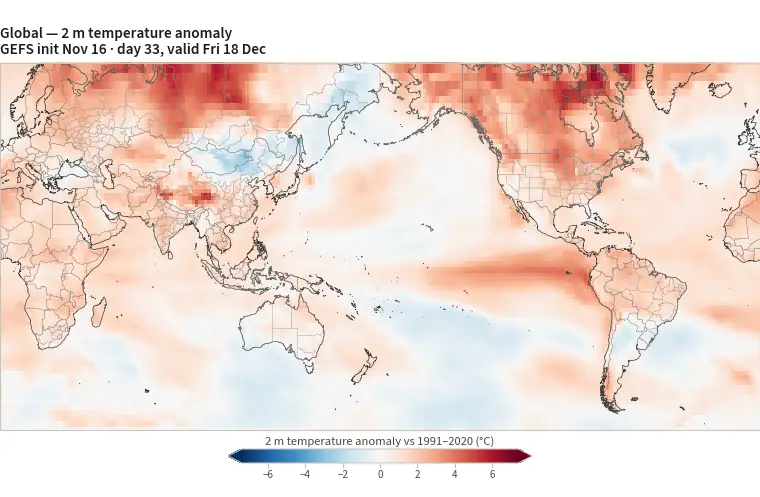 Global — 2 m temperature anomaly
GEFS init Nov 16 · day 33, valid Fri 18 Dec
2 m temperature anomaly vs 1991–2020 (°C)
−6 −4 −2 0 2 4 6